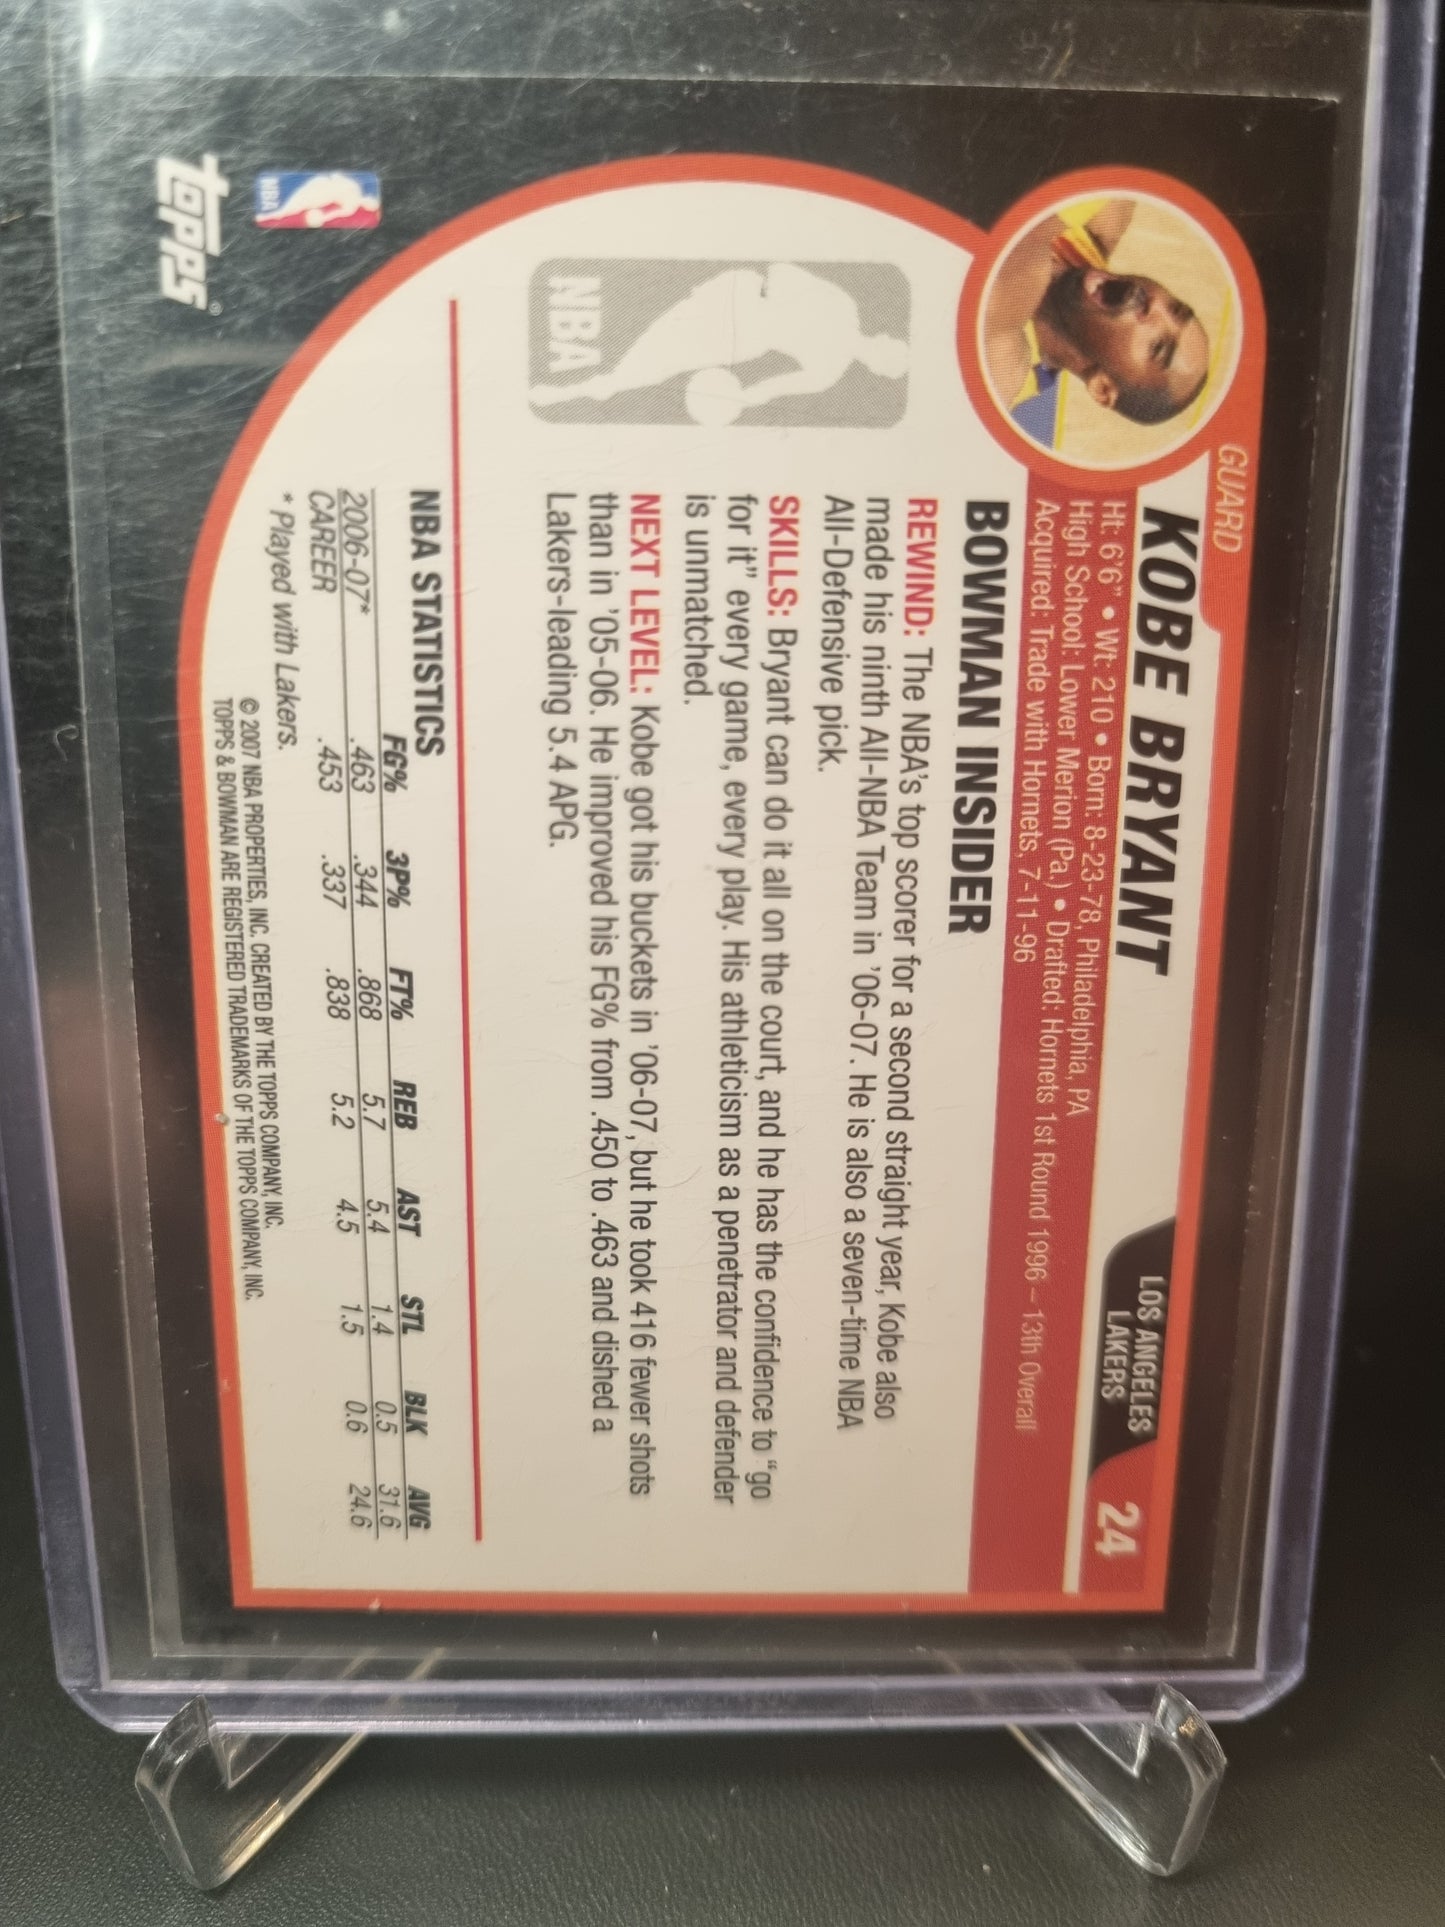 GUARD
KOBE BRYANT
LOS ANGELES
LAKERS
24
Ht: 6'6" • Wt: 210 • Born: 8-23-78, Philadelphia, PA
High School: Lower Merion (Pa.) • Drafted: Hornets 1st Round 1996 – 13th Overall
Acquired: Trade with Hornets, 7-11-96
BOWMAN INSIDER
REWIND: The NBA's top scorer for a second straight year, Kobe also
made his ninth All-NBA Team in '06-07. He is also a seven-time NBA
All-Defensive pick.
SKILLS: Bryant can do it all on the court, and he has the confidence to "go
for it" every game, every play. His athleticism as a penetrator and defender
is unmatched.
NEXT LEVEL: Kobe got his buckets in '06-07, but he took 416 fewer shots
than in '05-06. He improved his FG% from .450 to .463 and dished a
Lakers-leading 5.4 APG.
NBA
NBA STATISTICS
FG% 3P% FT% REB AST STL BLK AVG
2006-07* .463 .344 .868 5.7 5.4 1.4 0.5 31.6
CAREER .453 .337 .838 5.2 4.5 1.5 0.6 24.6
* Played with Lakers.
© 2007 NBA PROPERTIES, INC. CREATED BY THE TOPPS COMPANY, INC.
TOPPS & BOWMAN ARE REGISTERED TRADEMARKS OF THE TOPPS COMPANY, INC.
NBA
Topps®